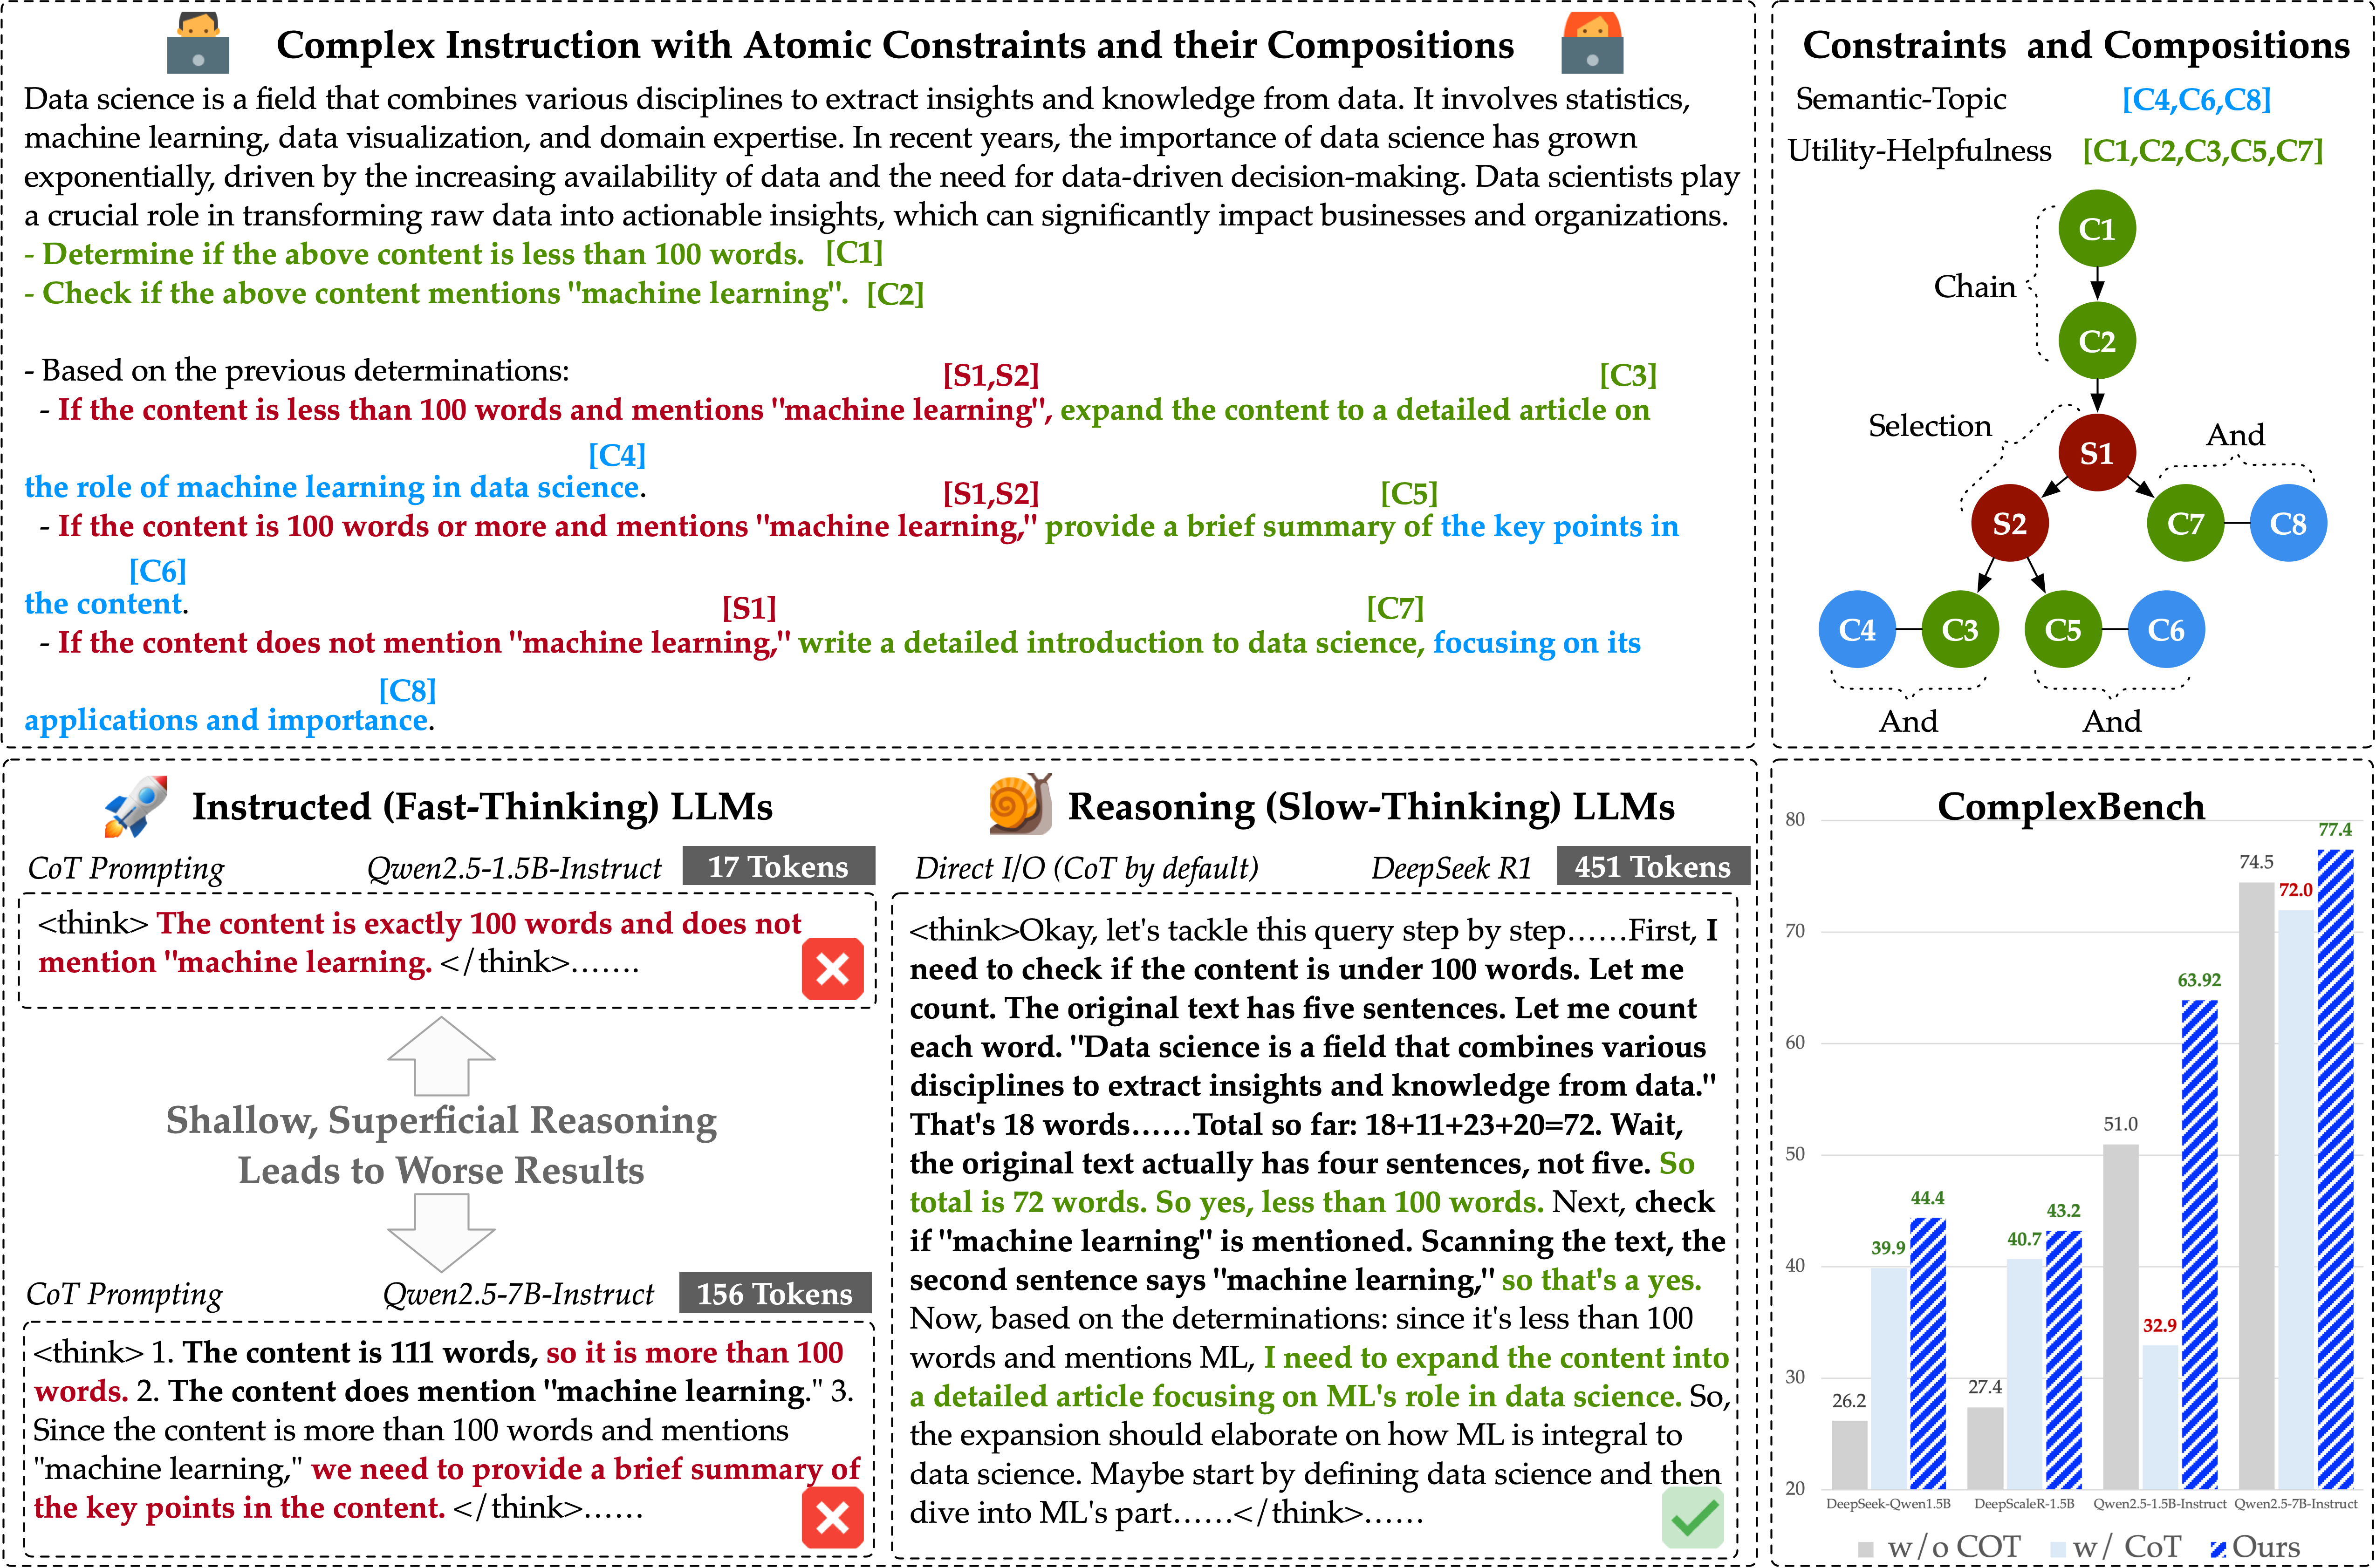 Complex Instruction with Atomic Constraints and their Compositions
Data science is a field that combines various disciplines to extract insights and knowledge from data. It involves statistics,
machine learning, data visualization, and domain expertise. In recent years, the importance of data science has grown
exponentially, driven by the increasing availability of data and the need for data-driven decision-making. Data scientists play
a crucial role in transforming raw data into actionable insights, which can significantly impact businesses and organizations.
- Determine if the above content is less than 100 words. [C1]
- Check if the above content mentions "machine learning". [C2]
- Based on the previous determinations:
[S1,S2] [C3]
- If the content is less than 100 words and mentions "machine learning", expand the content to a detailed article on
[C4]
the role of machine learning in data science.
[S1,S2] [C5]
- If the content is 100 words or more and mentions "machine learning," provide a brief summary of the key points in
[C6]
the content.
[S1] [C7]
- If the content does not mention "machine learning," write a detailed introduction to data science, focusing on its
[C8]
applications and importance.
Constraints and Compositions
Semantic-Topic [C4,C6,C8]
Utility-Helpfulness [C1,C2,C3,C5,C7]
C1
Chain
C2
Selection
And
S1
S2 C7 C8
C4 C3 C5 C6
And And
Instructed (Fast-Thinking) LLMs
CoT Prompting Qwen2.5-1.5B-Instruct 17 Tokens
<think> The content is exactly 100 words and does not
mention "machine learning. </think>.......
Shallow, Superficial Reasoning
Leads to Worse Results
CoT Prompting Qwen2.5-7B-Instruct 156 Tokens
<think> 1. The content is 111 words, so it is more than 100
words. 2. The content does mention "machine learning." 3.
Since the content is more than 100 words and mentions
"machine learning," we need to provide a brief summary of
the key points in the content. </think>......
Reasoning (Slow-Thinking) LLMs
Direct I/O (CoT by default) DeepSeek R1 451 Tokens
<think>Okay, let's tackle this query step by step......First, I
need to check if the content is under 100 words. Let me
count. The original text has five sentences. Let me count
each word. "Data science is a field that combines various
disciplines to extract insights and knowledge from data."
That's 18 words......Total so far: 18+11+23+20=72. Wait,
the original text actually has four sentences, not five. So
total is 72 words. So yes, less than 100 words. Next, check
if "machine learning" is mentioned. Scanning the text, the
second sentence says "machine learning," so that's a yes.
Now, based on the determinations: since it's less than 100
words and mentions ML, I need to expand the content into
a detailed article focusing on ML's role in data science. So,
the expansion should elaborate on how ML is integral to
data science. Maybe start by defining data science and then
dive into ML's part......</think>......
ComplexBench
80
77.4
74.5
72.0
70
63.92
60
51.0
50
44.4
43.2
39.9 40.7
40
32.9
30
26.2 27.4
20
DeepSeek-Qwen1.5B DeepScaleR-1.5B Qwen2.5-1.5B-Instruct Qwen2.5-7B-Instruct
w/o COT w/ CoT Ours